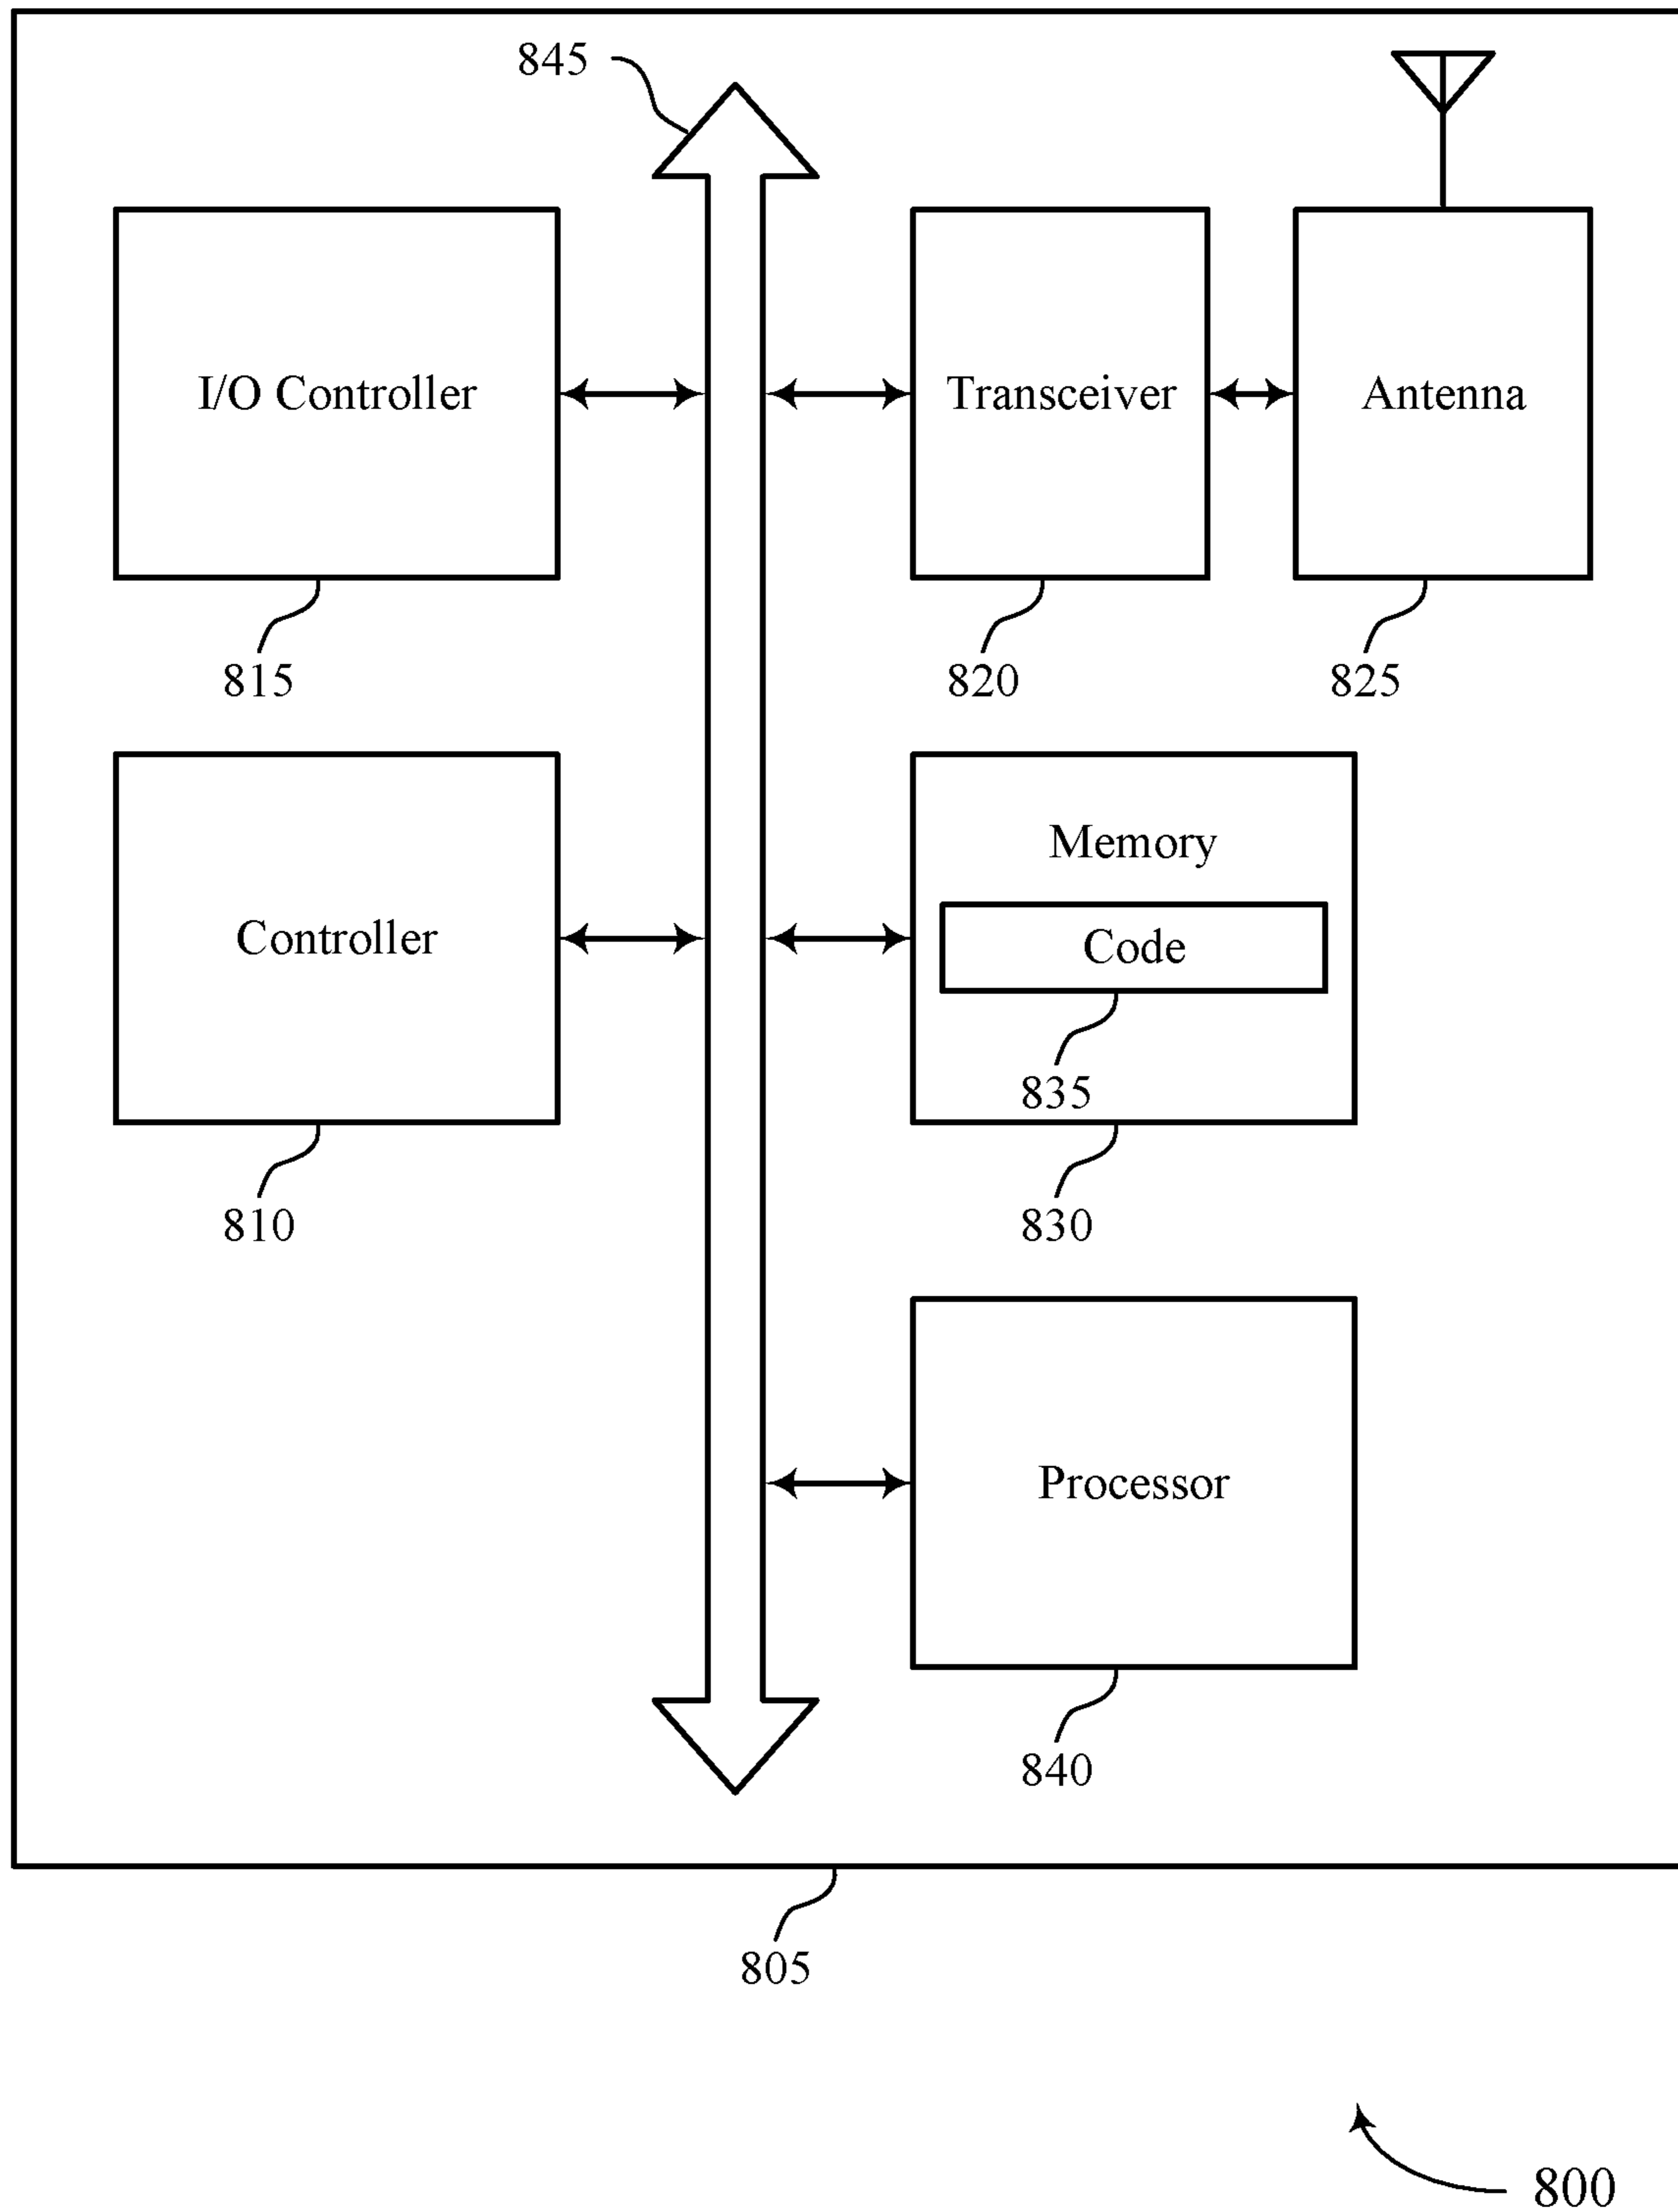 845
I/O Controller
Transceiver
Antenna
815
820
825
Controller
Memory
Code
835
810
830
Processor
840
805
800